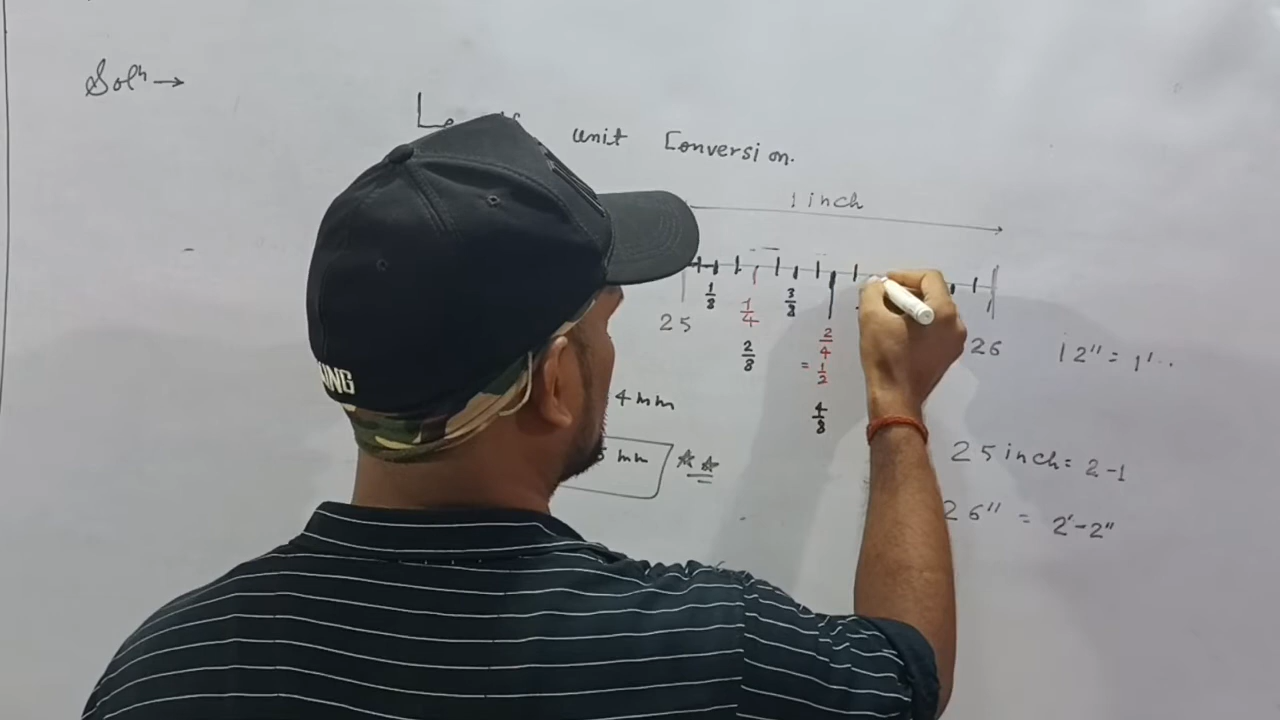 Solⁿ →
unit Conversion.
1 inch
1/8 1/4 3/8
25 2/8 2/4 26 12" = 1'..
= 1/2
4 mm 4/8
mm ☆☆ 25 inch = 2-1
26" = 2'-2"